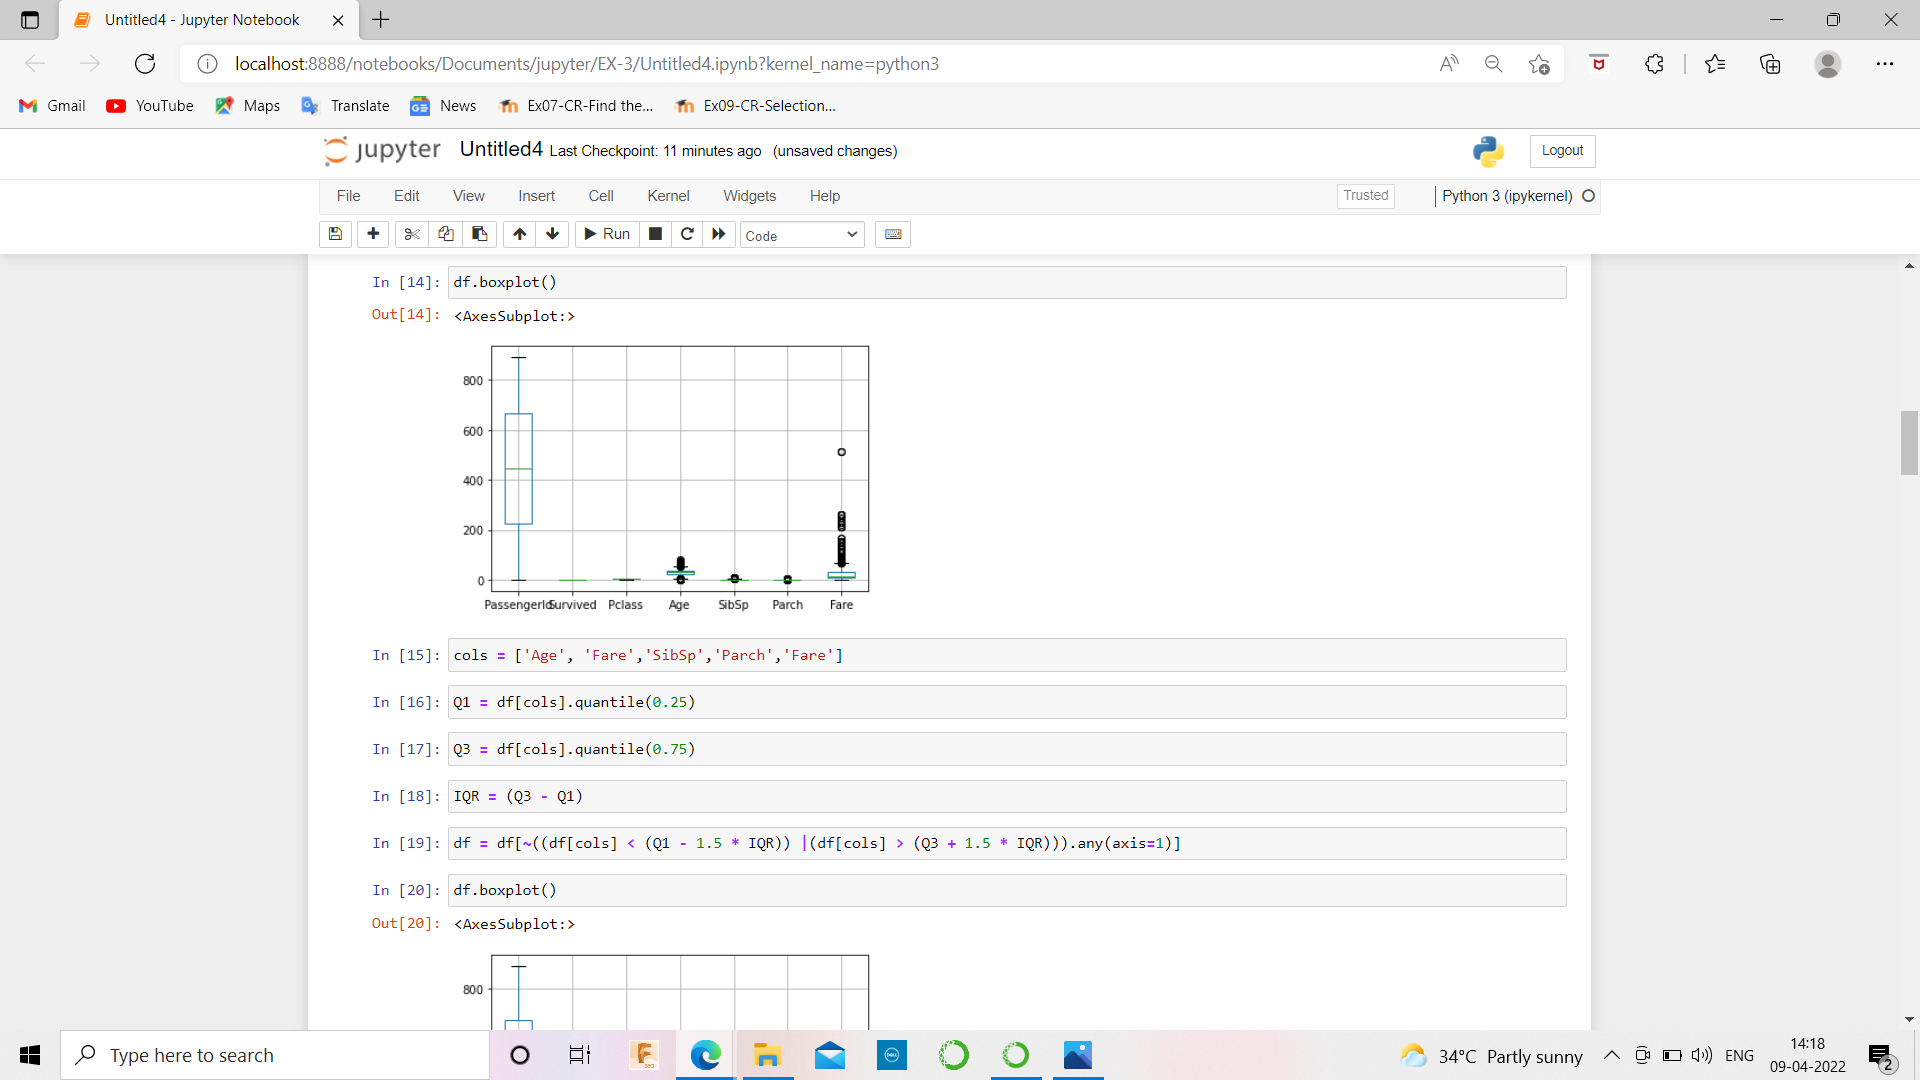 Untitled4 - Jupyter Notebook
localhost:8888/notebooks/Documents/jupyter/EX-3/Untitled4.ipynb?kernel_name=python3
Gmail YouTube Maps Translate News Ex07-CR-Find the... Ex09-CR-Selection...
jupyter Untitled4 Last Checkpoint: 11 minutes ago (unsaved changes) Logout
File Edit View Insert Cell Kernel Widgets Help Trusted Python 3 (ipykernel)
Run Code
In [14]: df.boxplot()
Out[14]: <AxesSubplot:>
800
600
400
200
0
PassengerId Survived Pclass Age SibSp Parch Fare
In [15]: cols = ['Age', 'Fare','SibSp','Parch','Fare']
In [16]: Q1 = df[cols].quantile(0.25)
In [17]: Q3 = df[cols].quantile(0.75)
In [18]: IQR = (Q3 - Q1)
In [19]: df = df[~((df[cols] < (Q1 - 1.5 * IQR)) |(df[cols] > (Q3 + 1.5 * IQR))).any(axis=1)]
In [20]: df.boxplot()
Out[20]: <AxesSubplot:>
800
Type here to search
34°C Partly sunny ENG
14:18
09-04-2022
2